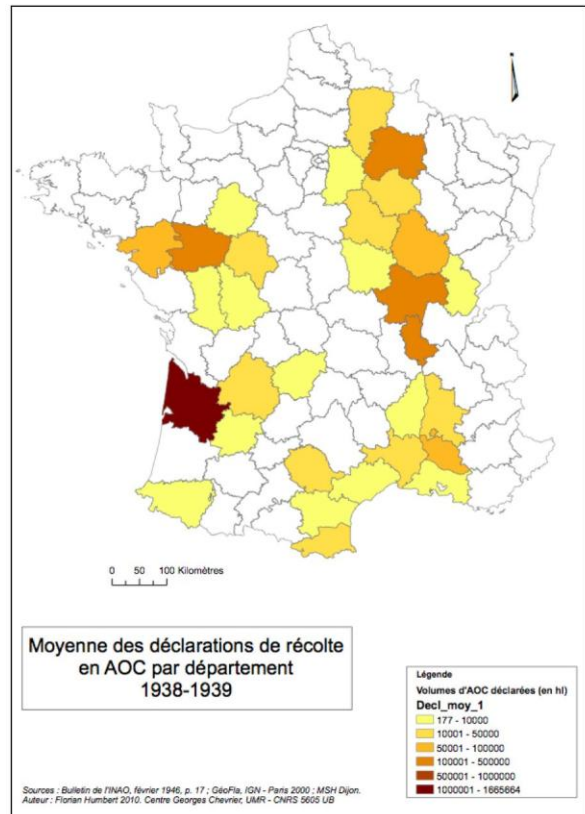 0 50 100 Kilomètres
Moyenne des déclarations de récolte
en AOC par département
1938-1939
Légende
Volumes d'AOC déclarées (en hl)
Decl_moy_1
177 - 10000
10001 - 50000
50001 - 100000
100001 - 500000
500001 - 1000000
1000001 - 1665664
Sources : Bulletin de l'INAO, février 1946, p. 17 ; GéoFla, IGN - Paris 2000 ; MSH Dijon.
Auteur : Florian Humbert 2010. Centre Georges Chevrier, UMR - CNRS 5605 UB